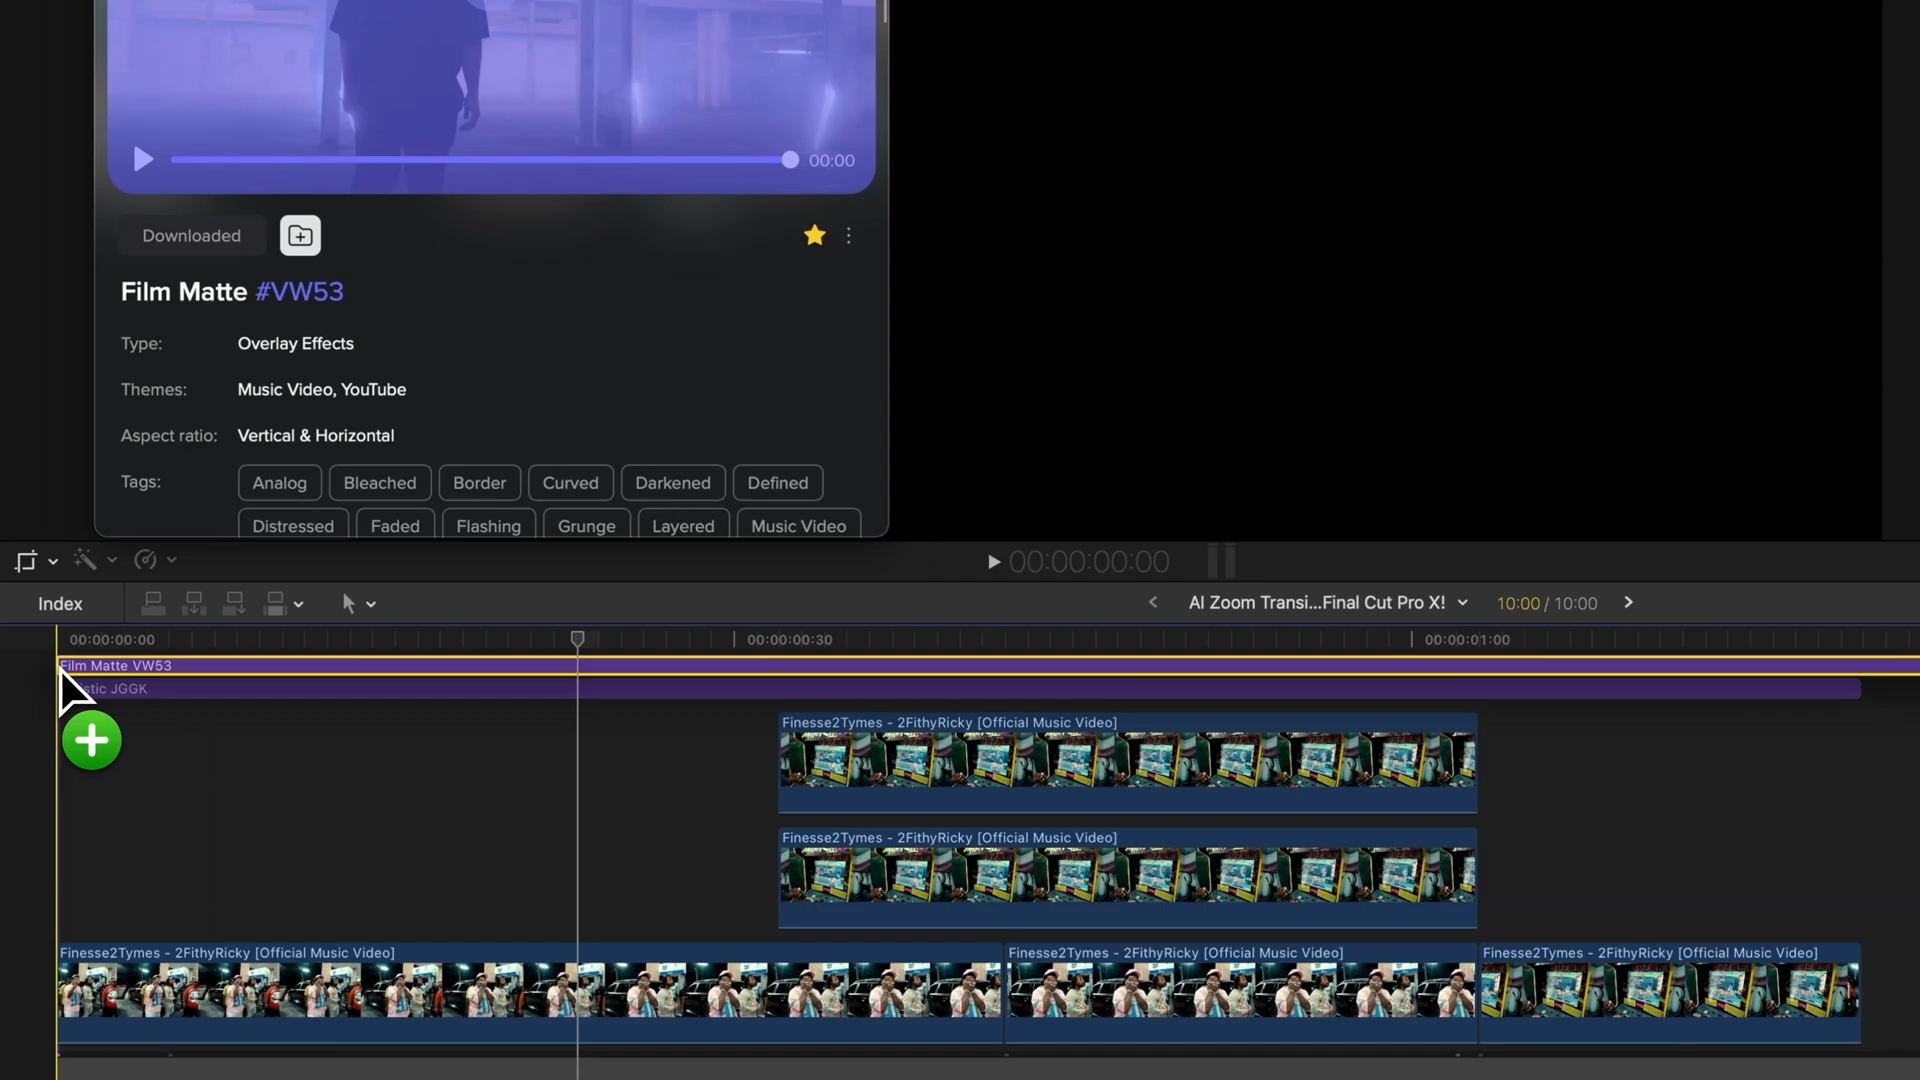 00:00
Downloaded
Film Matte #VW53
Type: Overlay Effects
Themes: Music Video, YouTube
Aspect ratio: Vertical & Horizontal
Tags: Analog Bleached Border Curved Darkened Defined
Distressed Faded Flashing Grunge Layered Music Video
00:00:00:00
Index
AI Zoom Transi...Final Cut Pro X!
10:00 / 10:00
00:00:00:00 00:00:00:30 00:00:01:00
Film Matte VW53
stic JGGK
Finesse2Tymes - 2FithyRicky [Official Music Video]
Finesse2Tymes - 2FithyRicky [Official Music Video]
Finesse2Tymes - 2FithyRicky [Official Music Video] Finesse2Tymes - 2FithyRicky [Official Music Video] Finesse2Tymes - 2FithyRicky [Official Music Video]